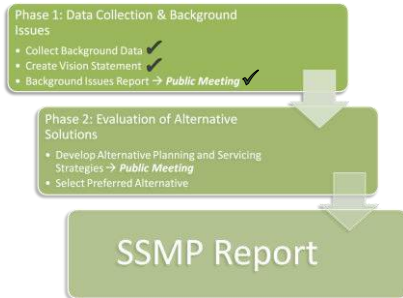 Phase 1: Data Collection & Background
Issues
• Collect Background Data ✔
• Create Vision Statement ✔
• Background Issues Report → Public Meeting ✔
Phase 2: Evaluation of Alternative
Solutions
• Develop Alternative Planning and Servicing
Strategies → Public Meeting
• Select Preferred Alternative
SSMP Report